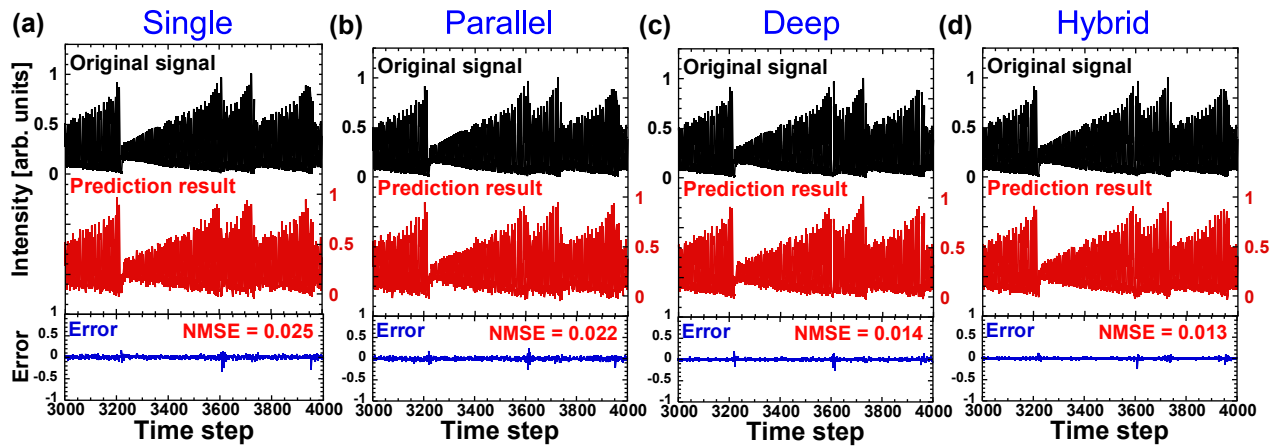 (a) Single
Original signal
Intensity [arb. units]
1
0.5
0
Prediction result
1
0.5
0
1
Error
NMSE = 0.025
Error
0.5
0
-0.5
-1
3000 3200 3400 3600 3800 4000
Time step
(b) Parallel
Original signal
1
0.5
0
Prediction result
1
0.5
0
1
Error
NMSE = 0.022
0.5
0
-0.5
-1
3000 3200 3400 3600 3800 4000
Time step
(c) Deep
Original signal
1
0.5
0
Prediction result
1
0.5
0
1
Error
NMSE = 0.014
0.5
0
-0.5
-1
3000 3200 3400 3600 3800 4000
Time step
(d) Hybrid
Original signal
1
0.5
0
Prediction result
1
0.5
0
1
Error
NMSE = 0.013
0.5
0
-0.5
-1
3000 3200 3400 3600 3800 4000
Time step